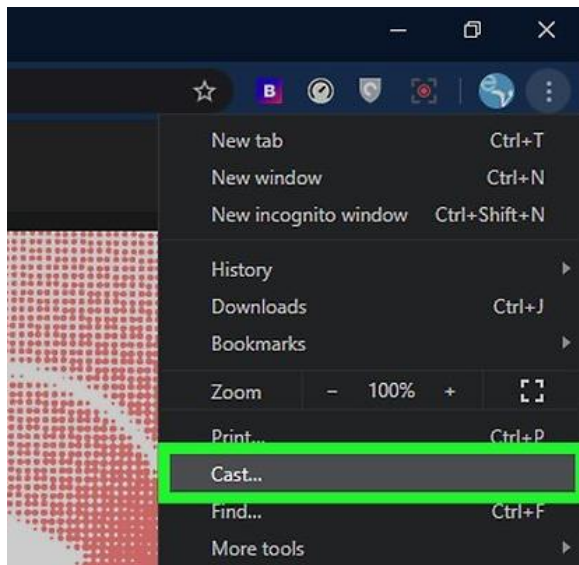 B
New tab Ctrl+T
New window Ctrl+N
New incognito window Ctrl+Shift+N
History
Downloads Ctrl+J
Bookmarks
Zoom - 100% +
Print... Ctrl+P
Cast...
Find... Ctrl+F
More tools